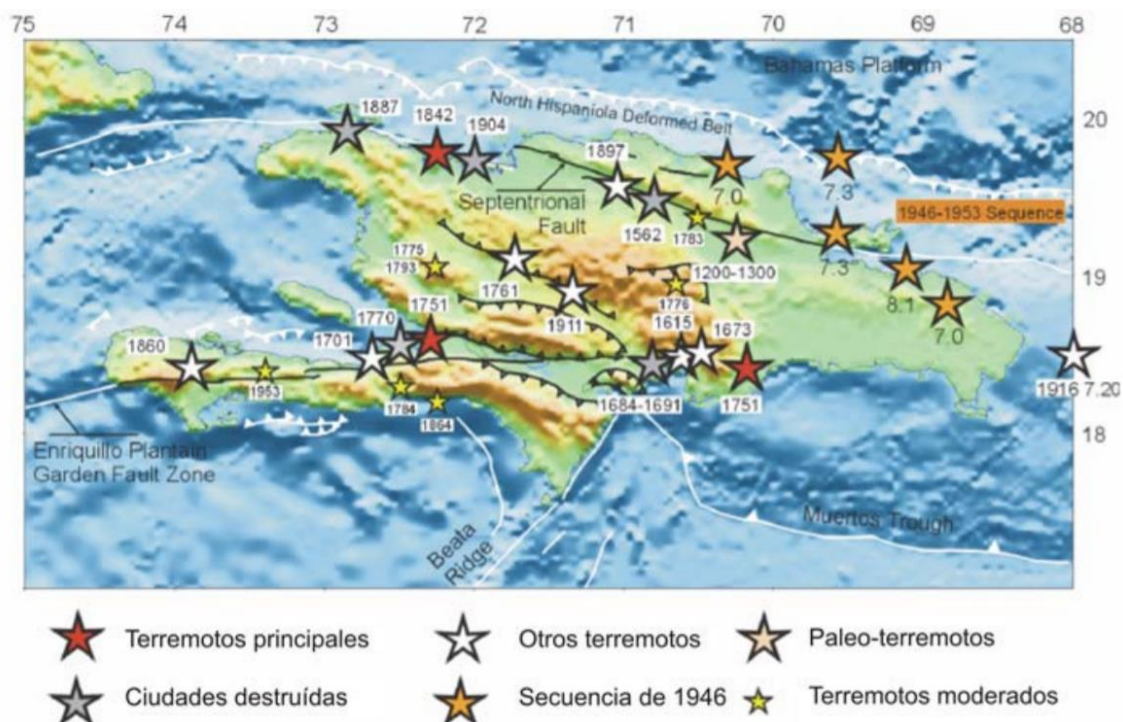 75 74 73 72 71 70 69 68
Bahamas Platform
20
1887
1842
1904
North Hispaniola Deformed Belt
1897
7.0
7.3
Septentrional
Fault
1946-1953 Sequence
1562
1783
1200-1300
7.3
19
1775
1793
1761
1776
8.1
1751
1911
1615
1673
7.0
1770
1701
1860
1953
1784
1864
1684-1691
1751
1916 7.20
18
Enriquillo Plantain
Garden Fault Zone
Beata
Ridge
Muertos Trough
Terremotos principales
Otros terremotos
Paleo-terremotos
Ciudades destruídas
Secuencia de 1946
Terremotos moderados